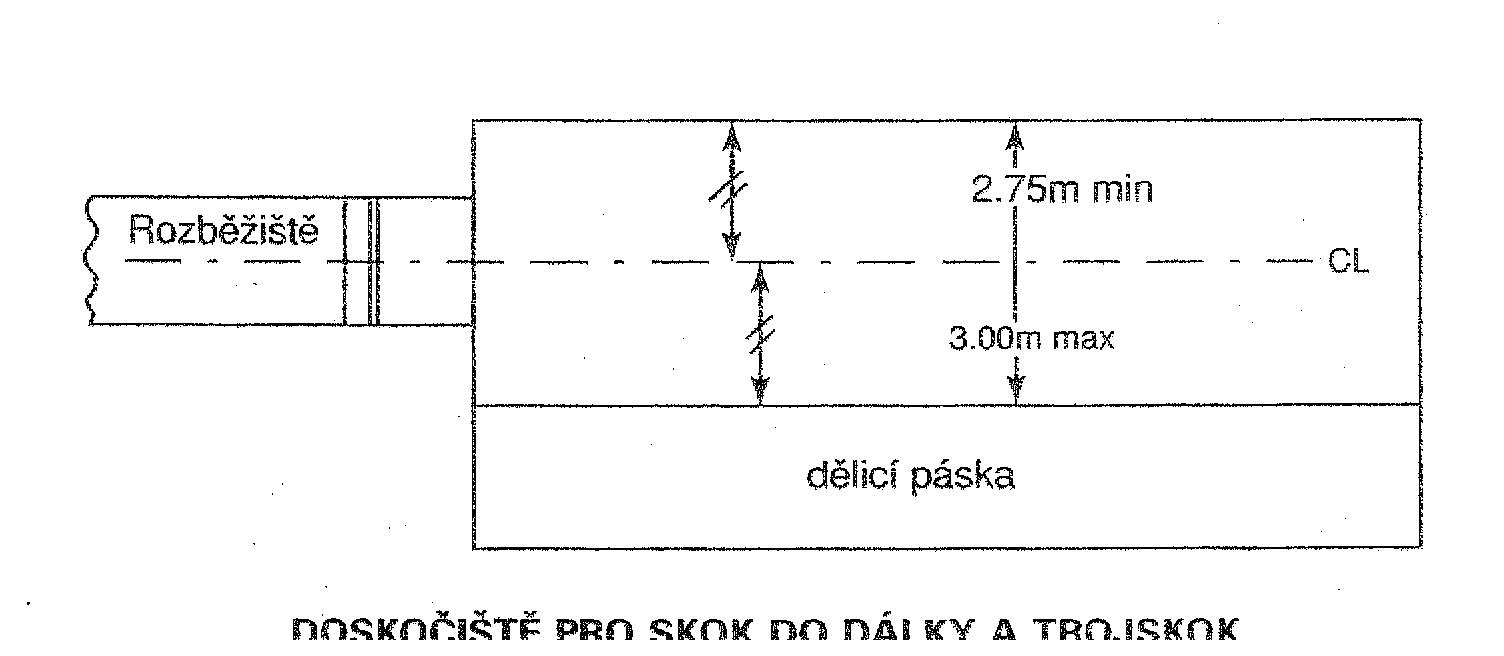 2.75m min
Rozběžiště
CL
3.00m max
dělicí páska
DOSKOČIŠTĚ PRO SKOK DO DÁLKY A TROJSKOK